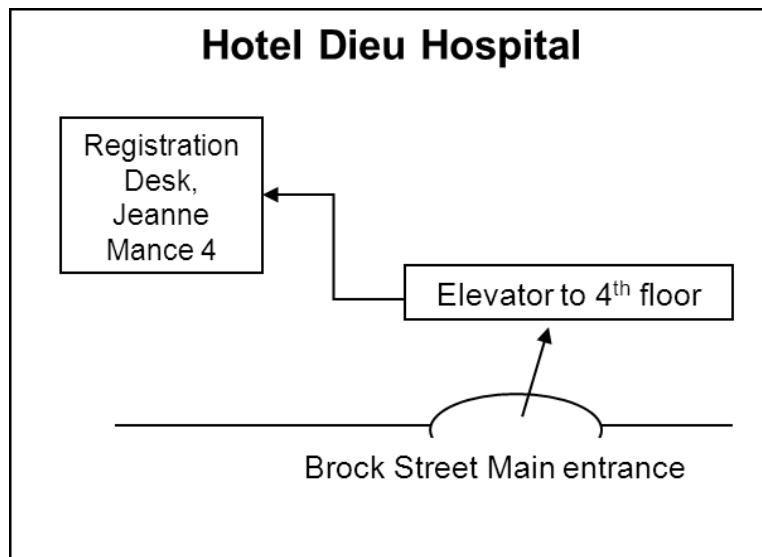 Hotel Dieu Hospital
Registration
Desk,
Jeanne
Mance 4
Elevator to 4th floor
Brock Street Main entrance